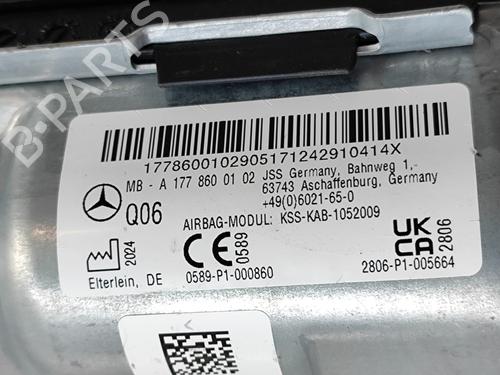 B-PARTS
1778600102905171242910414X
MB - A 177 860 01 02 JSS Germany, Bahnweg 1,
63743 Aschaffenburg, Germany
+49(0)6021-65-0
Q06
AIRBAG-MODUL: KSS-KAB-1052009
2024
CE 0589
UK CA 2806
Elterlein, DE
0589-P1-000860
2806-P1-005664